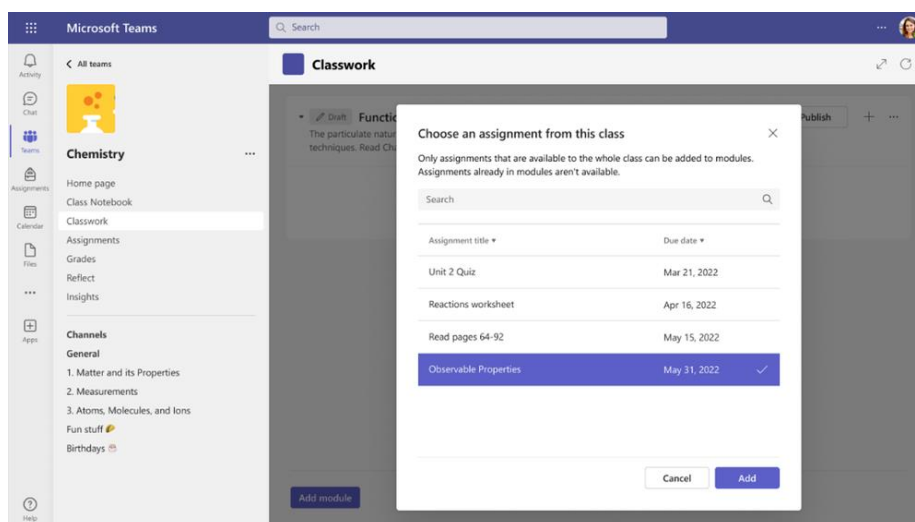 Microsoft Teams
Search
Activity
Chat
Teams
Assignments
Calendar
Files
Apps
Help
All teams
Chemistry
Home page
Class Notebook
Classwork
Assignments
Grades
Reflect
Insights
Channels
General
1. Matter and its Properties
2. Measurements
3. Atoms, Molecules, and Ions
Fun stuff
Birthdays
Classwork
Draft Functio
The particulate natur
techniques. Read Cha
Publish
Choose an assignment from this class
Only assignments that are available to the whole class can be added to modules.
Assignments already in modules aren't available.
Search
Assignment title Due date
Unit 2 Quiz Mar 21, 2022
Reactions worksheet Apr 16, 2022
Read pages 64-92 May 15, 2022
Observable Properties May 31, 2022
Cancel Add
Add module